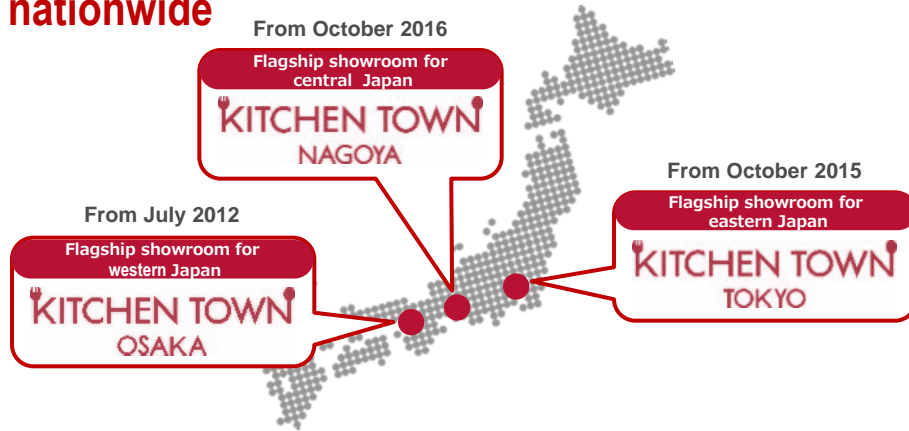 nationwide
From October 2016
Flagship showroom for
central Japan
KITCHEN TOWN
NAGOYA
From October 2015
Flagship showroom for
eastern Japan
KITCHEN TOWN
TOKYO
From July 2012
Flagship showroom for
western Japan
KITCHEN TOWN
OSAKA